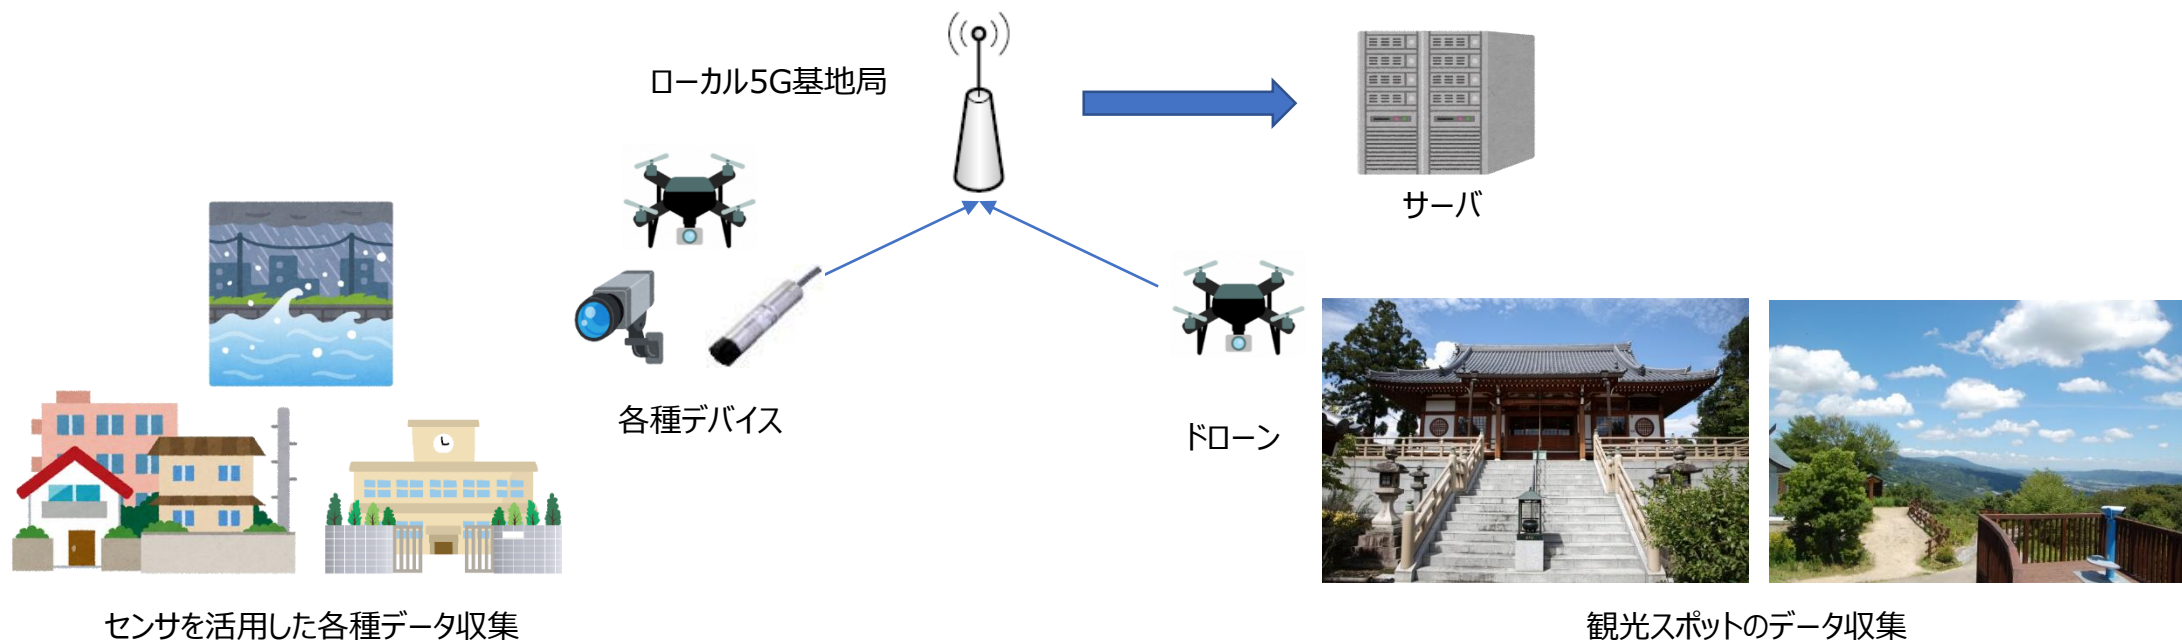 ローカル5G基地局
サーバ
各種デバイス
ドローン
センサを活用した各種データ収集
観光スポットのデータ収集